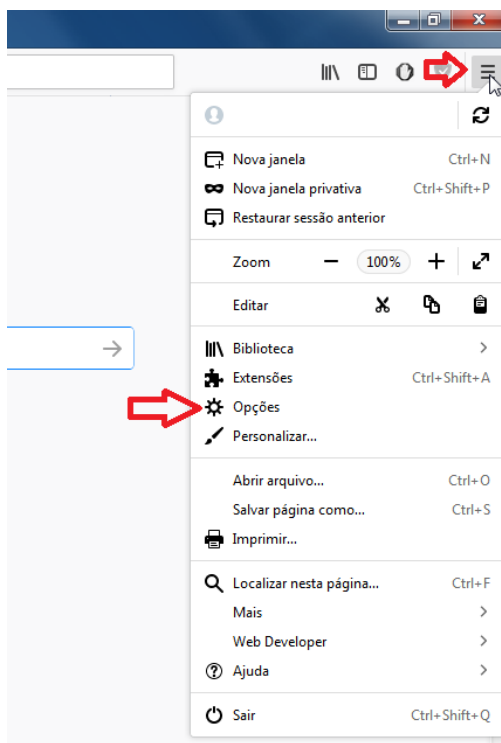 Nova janela Ctrl+N
Nova janela privativa Ctrl+Shift+P
Restaurar sessão anterior
Zoom 100%
Editar
Biblioteca
Extensões Ctrl+Shift+A
Opções
Personalizar...
Abrir arquivo... Ctrl+O
Salvar página como... Ctrl+S
Imprimir...
Localizar nesta página... Ctrl+F
Mais
Web Developer
Ajuda
Sair Ctrl+Shift+Q